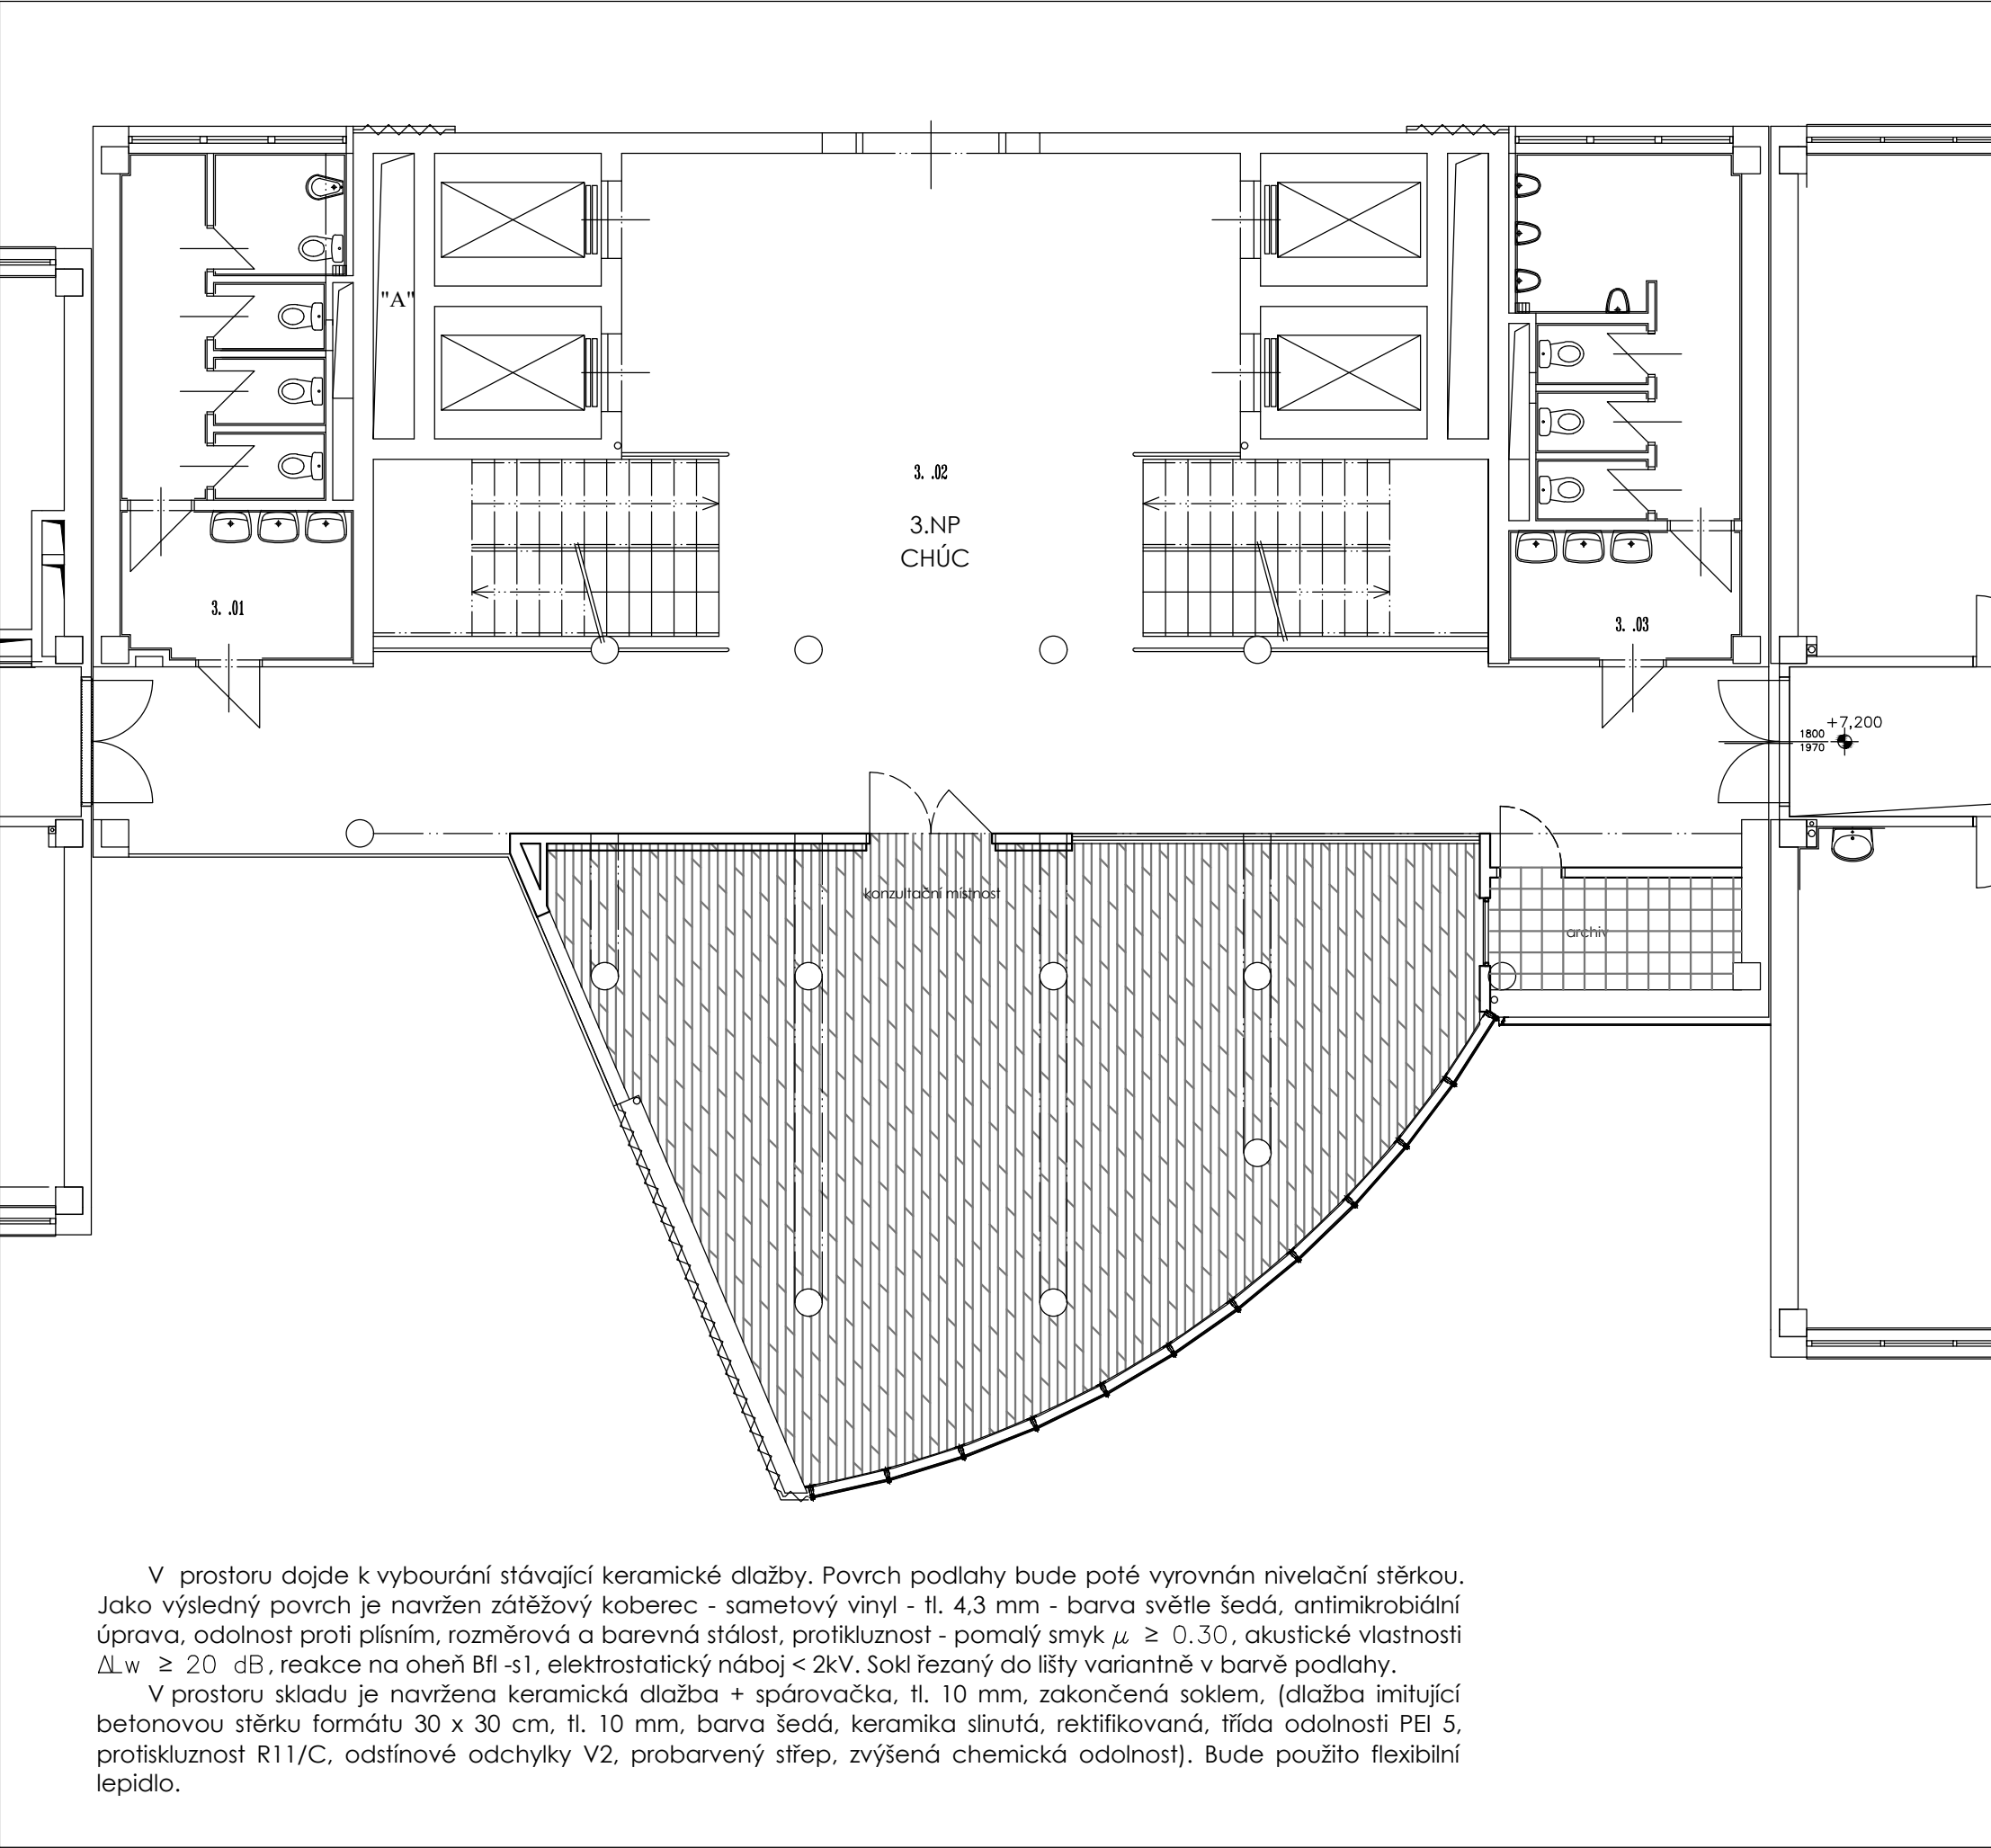 "A"
3. .02
3.NP
CHÚC
3. .01
3. .03
+7,200
1800
1970
konzultační místnost
archiv
V prostoru dojde k vybourání stávající keramické dlažby. Povrch podlahy bude poté vyrovnán nivelační stěrkou.
Jako výsledný povrch je navržen zátěžový koberec - sametový vinyl - tl. 4,3 mm - barva světle šedá, antimikrobiální
úprava, odolnost proti plísním, rozměrová a barevná stálost, protikluznost - pomalý smyk μ ≥ 0.30, akustické vlastnosti
ΔLw ≥ 20 dB, reakce na oheň Bfl -s1, elektrostatický náboj < 2kV. Sokl řezaný do lišty variantně v barvě podlahy.
V prostoru skladu je navržena keramická dlažba + spárovačka, tl. 10 mm, zakončená soklem, (dlažba imitující
betonovou stěrku formátu 30 x 30 cm, tl. 10 mm, barva šedá, keramika slinutá, rektifikovaná, třída odolnosti PEI 5,
protiskluznost R11/C, odstínové odchylky V2, probarvený střep, zvýšená chemická odolnost). Bude použito flexibilní
lepidlo.